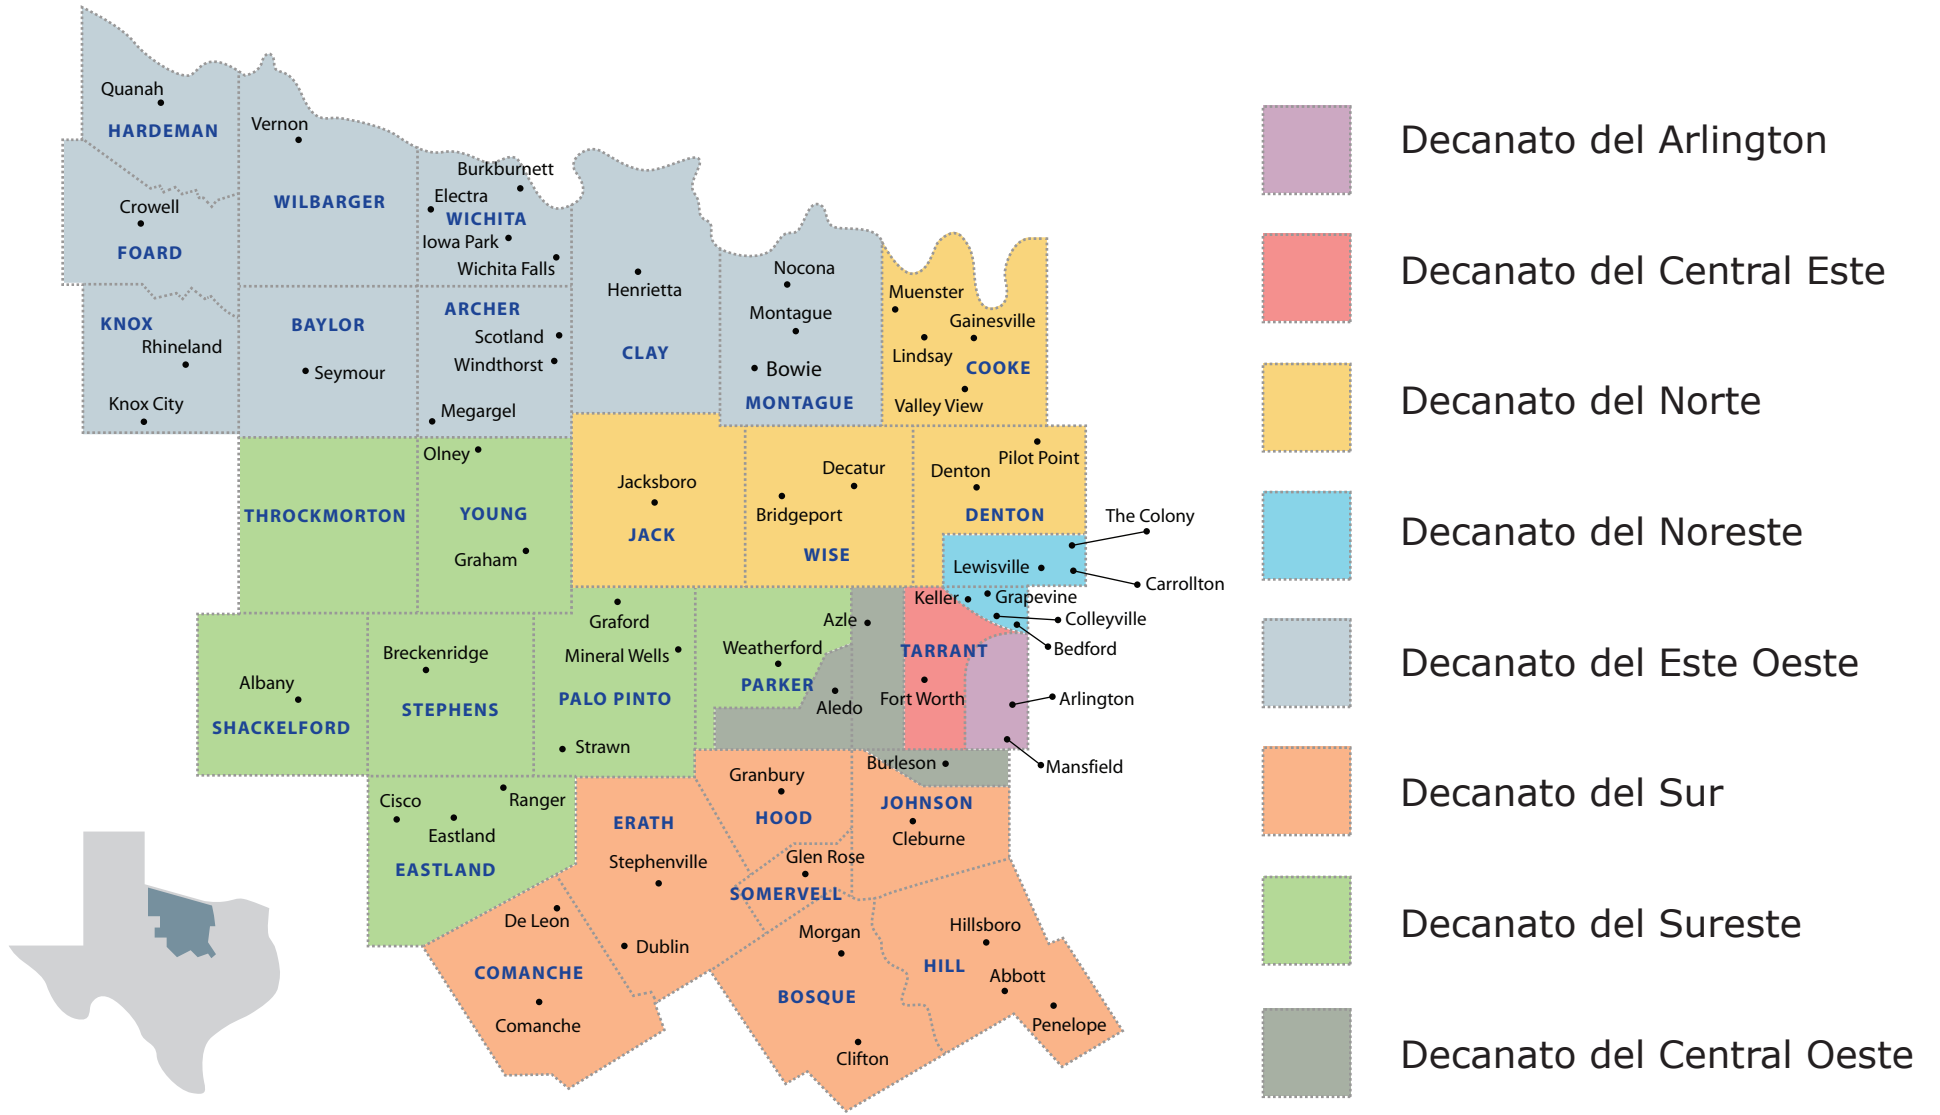 Quanah
HARDEMAN
Vernon
WILBARGER
Crowell
FOARD
Burkburnett
Electra
WICHITA
Iowa Park
Wichita Falls
KNOX
Rhineland
Knox City
BAYLOR
Seymour
ARCHER
Scotland
Windthorst
Megargel
Henrietta
CLAY
Nocona
Montague
Bowie
MONTAGUE
Muenster
Gainesville
Lindsay
COOKE
Valley View
THROCKMORTON
Olney
YOUNG
Graham
Jacksboro
JACK
Decatur
Bridgeport
WISE
Pilot Point
Denton
DENTON
The Colony
Lewisville
Carrollton
Keller
Grapevine
Colleyville
Bedford
Azle
TARRANT
Fort Worth
Arlington
Mansfield
Albany
SHACKELFORD
Breckenridge
STEPHENS
Graford
Mineral Wells
PALO PINTO
Strawn
Weatherford
PARKER
Aledo
Cisco
Ranger
Eastland
EASTLAND
ERATH
Stephenville
Dublin
Granbury
HOOD
Burleson
JOHNSON
Cleburne
Glen Rose
SOMERVELL
De Leon
COMANCHE
Comanche
Morgan
BOSQUE
Clifton
Hillsboro
HILL
Abbott
Penelope
Decanato del Arlington
Decanato del Central Este
Decanato del Norte
Decanato del Noreste
Decanato del Este Oeste
Decanato del Sur
Decanato del Sureste
Decanato del Central Oeste